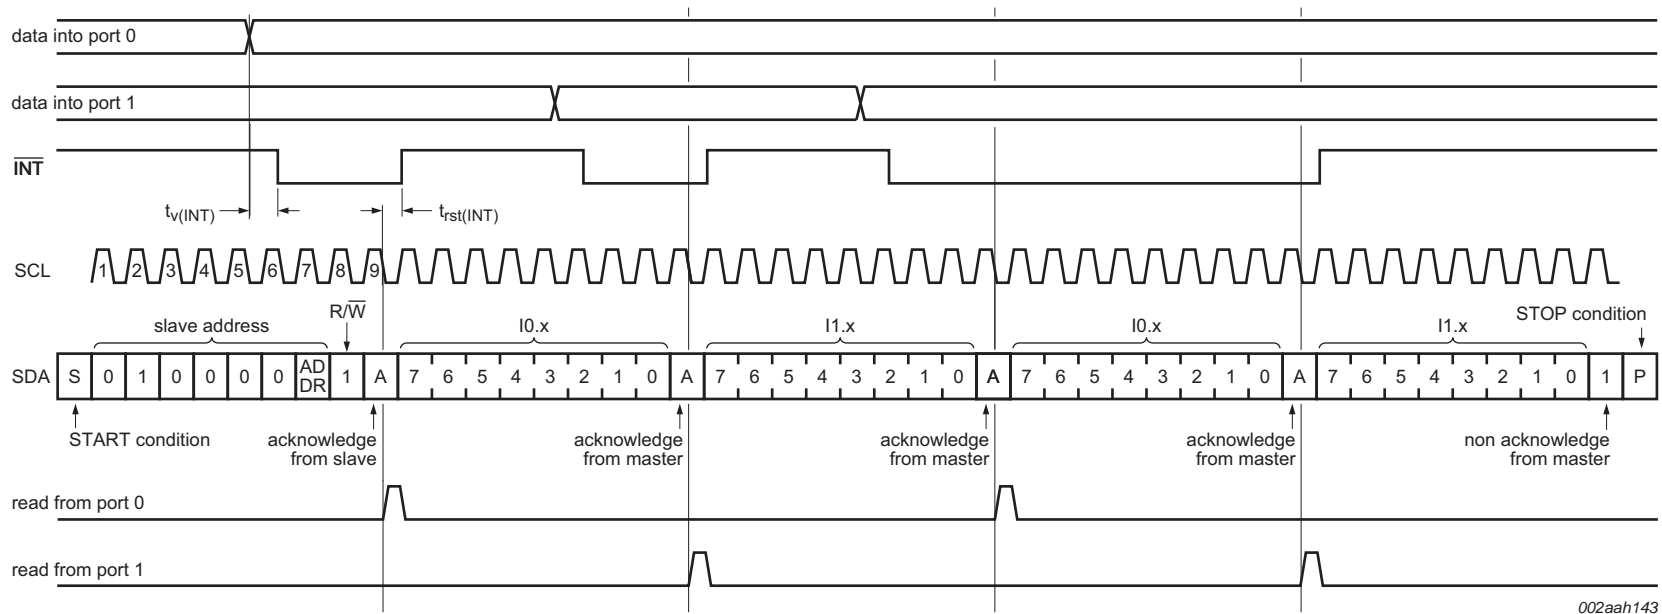 data into port 0
data into port 1
INT
tv(INT)
trst(INT)
SCL
1 2 3 4 5 6 7 8 9
R/W
STOP condition
slave address
I0.x
I1.x
I0.x
I1.x
SDA
S 0 1 0 0 0 0 AD DR 1 A 7 6 5 4 3 2 1 0 A 7 6 5 4 3 2 1 0 A 7 6 5 4 3 2 1 0 A 7 6 5 4 3 2 1 0 1 P
START condition
acknowledge
from slave
acknowledge
from master
acknowledge
from master
acknowledge
from master
non acknowledge
from master
read from port 0
read from port 1
002aah143